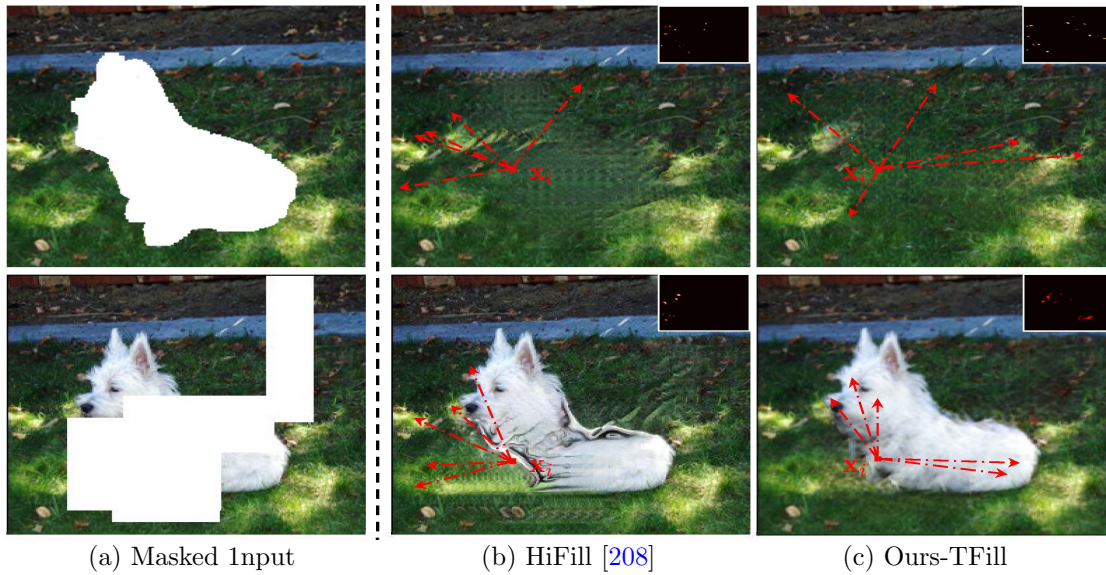 x_i
x_i
x_i
x_i
(a) Masked 1nput
(b) HiFill [208]
(c) Ours-TFill